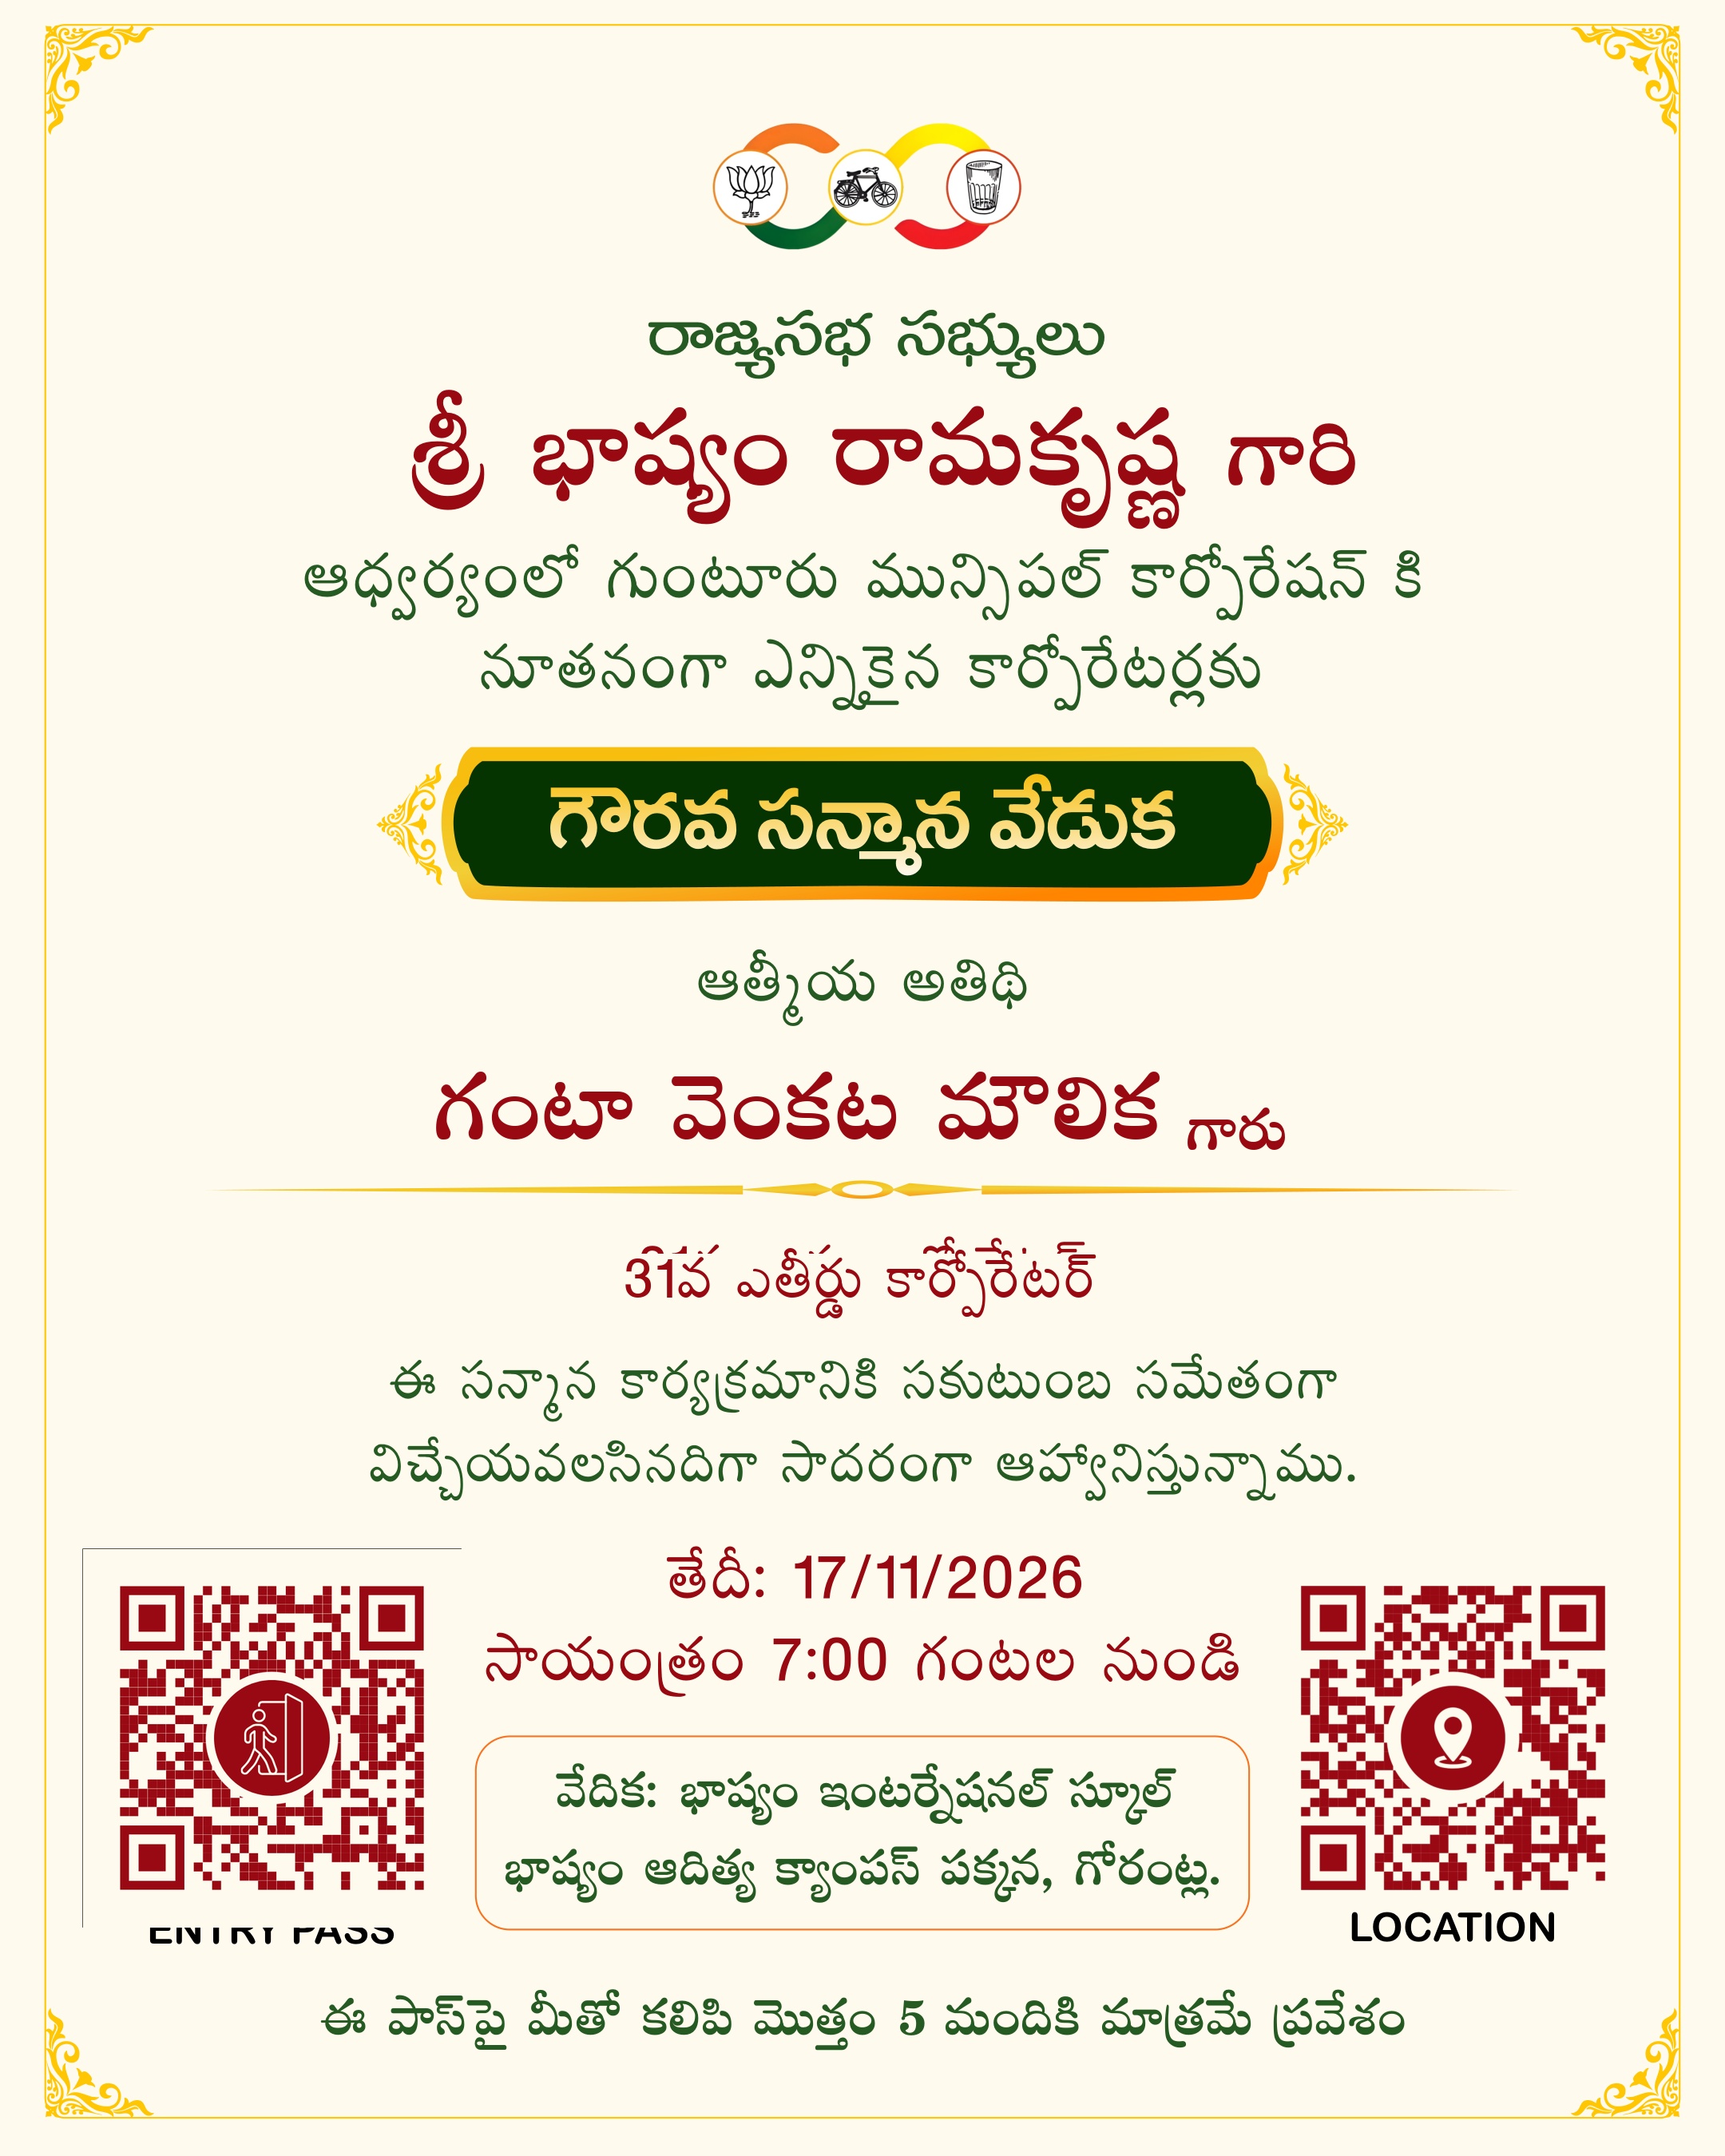 రాజ్యసభ సభ్యులు
శ్రీ భాష్యం రామకృష్ణ గారి
ఆధ్వర్యంలో గుంటూరు మున్సిపల్ కార్పోరేషన్ కి
నూతనంగా ఎన్నికైన కార్పోరేటర్లకు
గౌరవ సన్మాన వేడుక
ఆత్మీయ అతిథి
గంటా వెంకట మౌలిక గారు
31వ ఎతీర్డు కార్పోరేటర్
ఈ సన్మాన కార్యక్రమానికి సకుటుంబ సమేతంగా
విచ్చేయవలసినదిగా సాదరంగా ఆహ్వానిస్తున్నాము.
తేదీ: 17/11/2026
సాయంత్రం 7:00 గంటల నుండి
వేదిక: భాష్యం ఇంటర్నేషనల్ స్కూల్
భాష్యం ఆదిత్య క్యాంపస్ పక్కన, గోరంట్ల.
ENTRY PASS
LOCATION
ఈ పాస్‌పై మీతో కలిపి మొత్తం 5 మందికి మాత్రమే ప్రవేశం